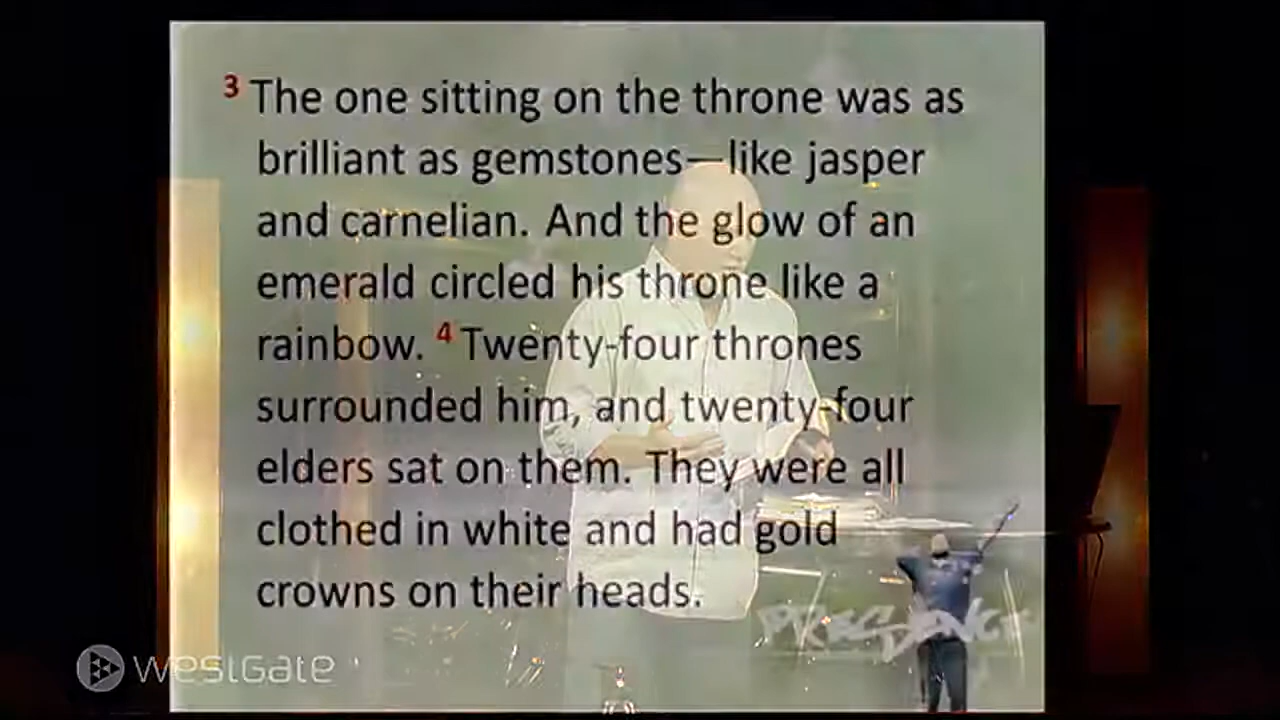 3 The one sitting on the throne was as
brilliant as gemstones—like jasper
and carnelian. And the glow of an
emerald circled his throne like a
rainbow. 4 Twenty-four thrones
surrounded him, and twenty-four
elders sat on them. They were all
clothed in white and had gold
crowns on their heads.
PRESENCE
westGate